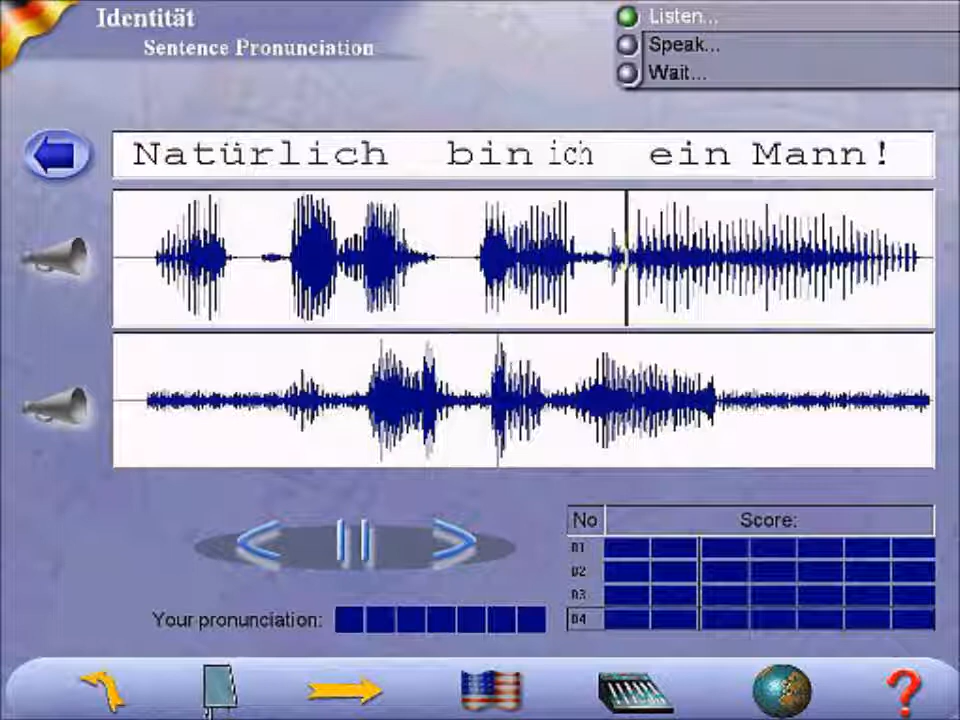 Identität
Sentence Pronunciation
Listen...
Speak...
Wait...
Natürlich bin ich ein Mann!
No Score:
01
02
03
04
Your pronunciation:
?